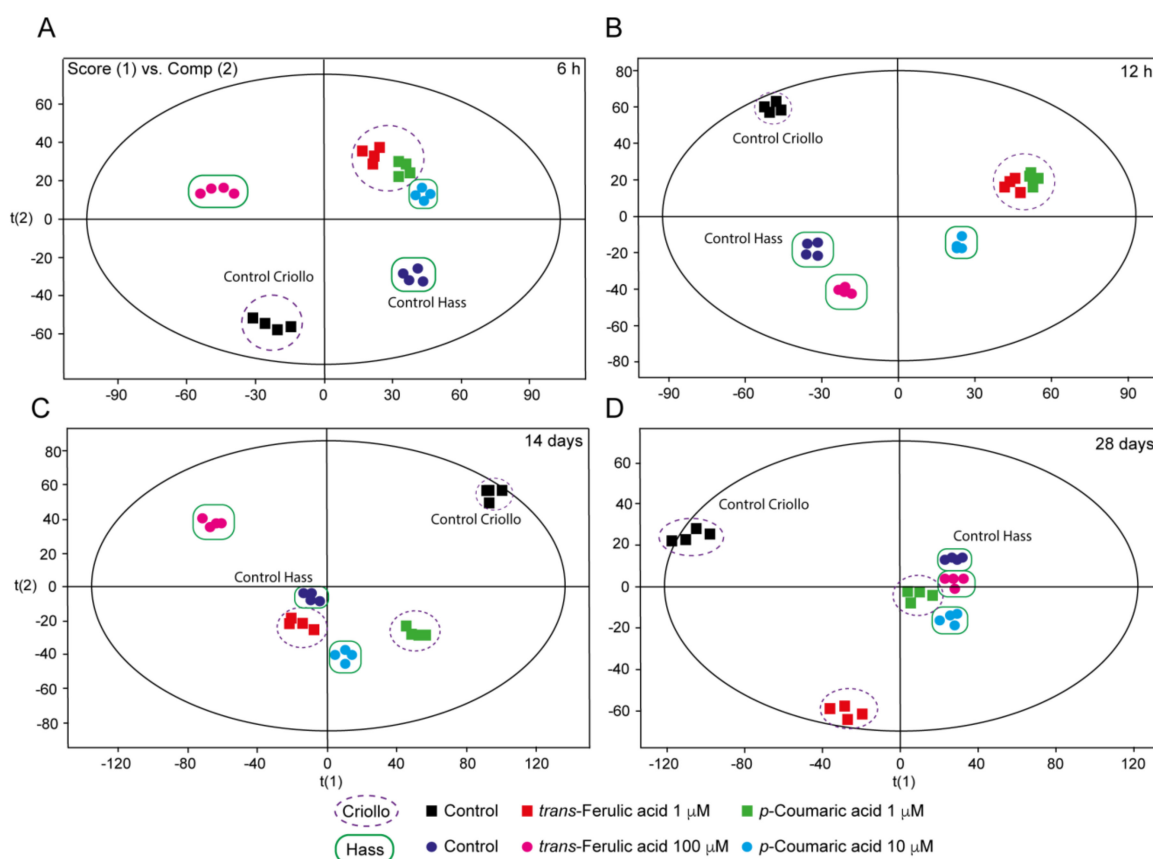 A
Score (1) vs. Comp (2)
6 h
60
40
20
0
-20
-40
-60
t(2)
Control Criollo
Control Hass
-90 -60 -30 0 30 60 90
B
12 h
80
60
40
20
0
-20
-40
-60
-80
Control Criollo
Control Hass
-90 -60 -30 0 30 60 90
C
14 days
80
60
40
20
0
-20
-40
-60
-80
t(2)
Control Criollo
Control Hass
-120 -80 -40 0 40 80 120
t(1)
D
28 days
60
40
20
0
-20
-40
-60
Control Criollo
Control Hass
-120 -80 -40 0 40 80 120
t(1)
Criollo Control trans-Ferulic acid 1 μM p-Coumaric acid 1 μM
Hass Control trans-Ferulic acid 100 μM p-Coumaric acid 10 μM